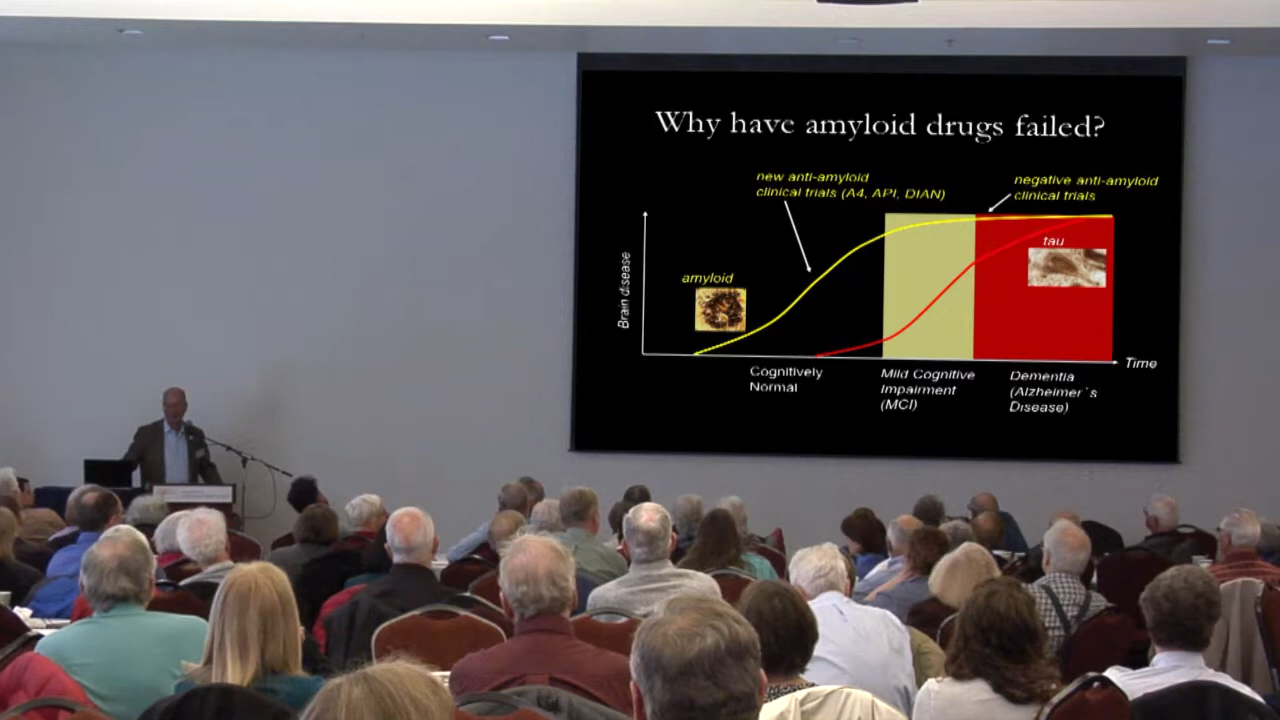 Why have amyloid drugs failed?
new anti-amyloid
clinical trials (A4, API, DIAN)
negative anti-amyloid
clinical trials
tau
amyloid
Brain disease
Time
Cognitively
Normal
Mild Cognitive
Impairment
(MCI)
Dementia
(Alzheimer´s
Disease)